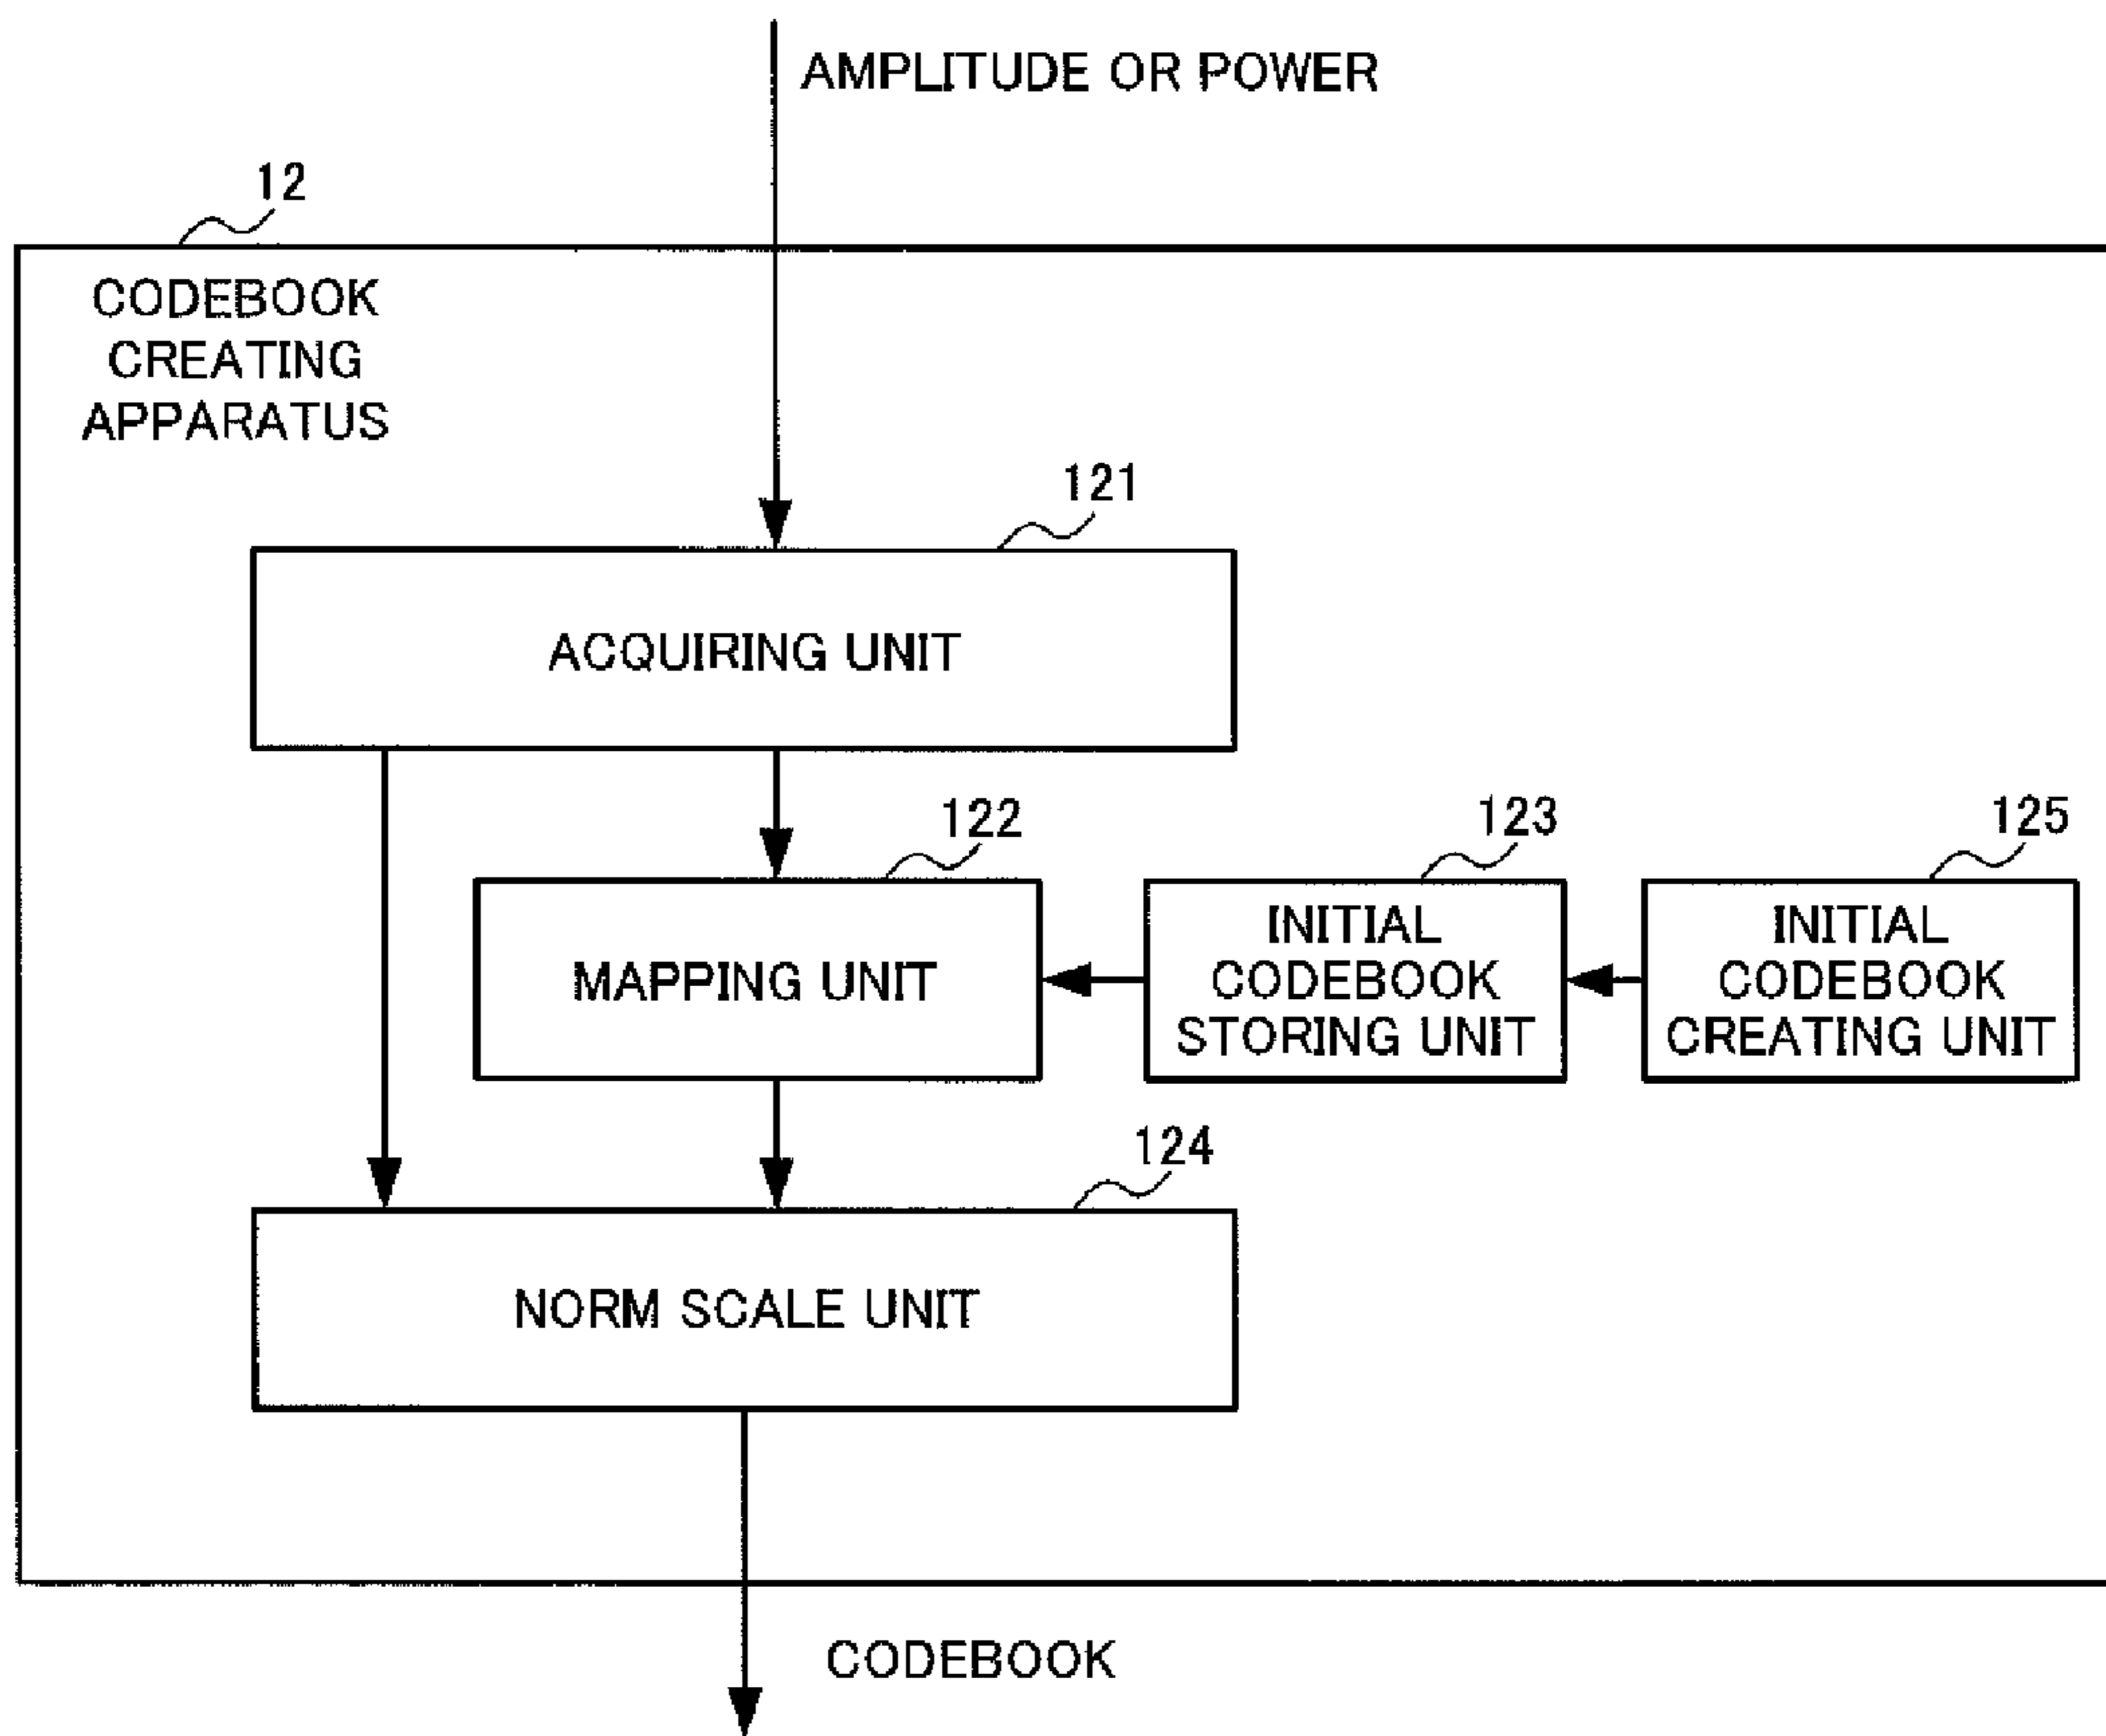 AMPLITUDE OR POWER
12
CODEBOOK
CREATING
APPARATUS
121
ACQUIRING UNIT
122
123
125
MAPPING UNIT
INITIAL
CODEBOOK
STORING UNIT
INITIAL
CODEBOOK
CREATING UNIT
124
NORM SCALE UNIT
CODEBOOK